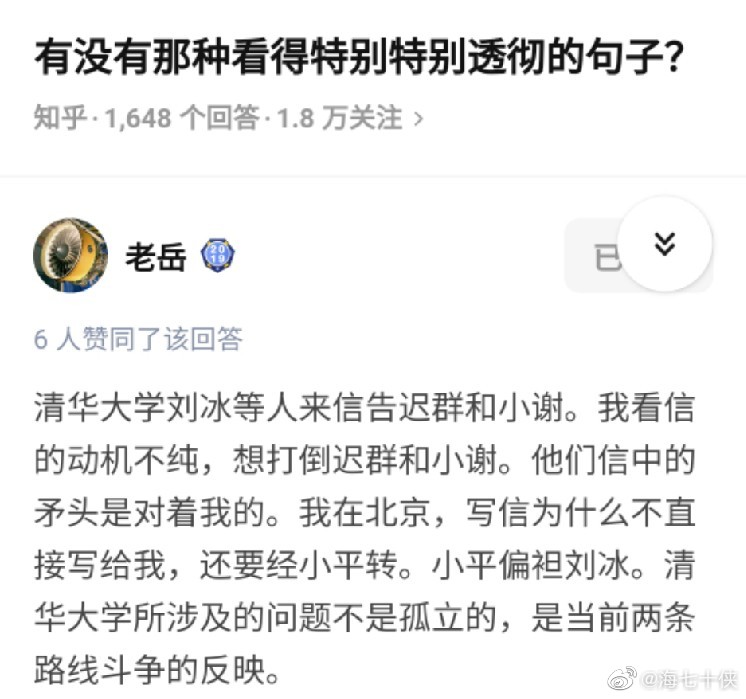 有没有那种看得特别特别透彻的句子?
知乎 · 1,648 个回答 · 1.8 万关注 >
老岳 2019
已
6 人赞同了该回答
清华大学刘冰等人来信告迟群和小谢。我看信
的动机不纯，想打倒迟群和小谢。他们信中的
矛头是对着我的。我在北京，写信为什么不直
接写给我，还要经小平转。小平偏袒刘冰。清
华大学所涉及的问题不是孤立的，是当前两条
路线斗争的反映。
@海七十侠